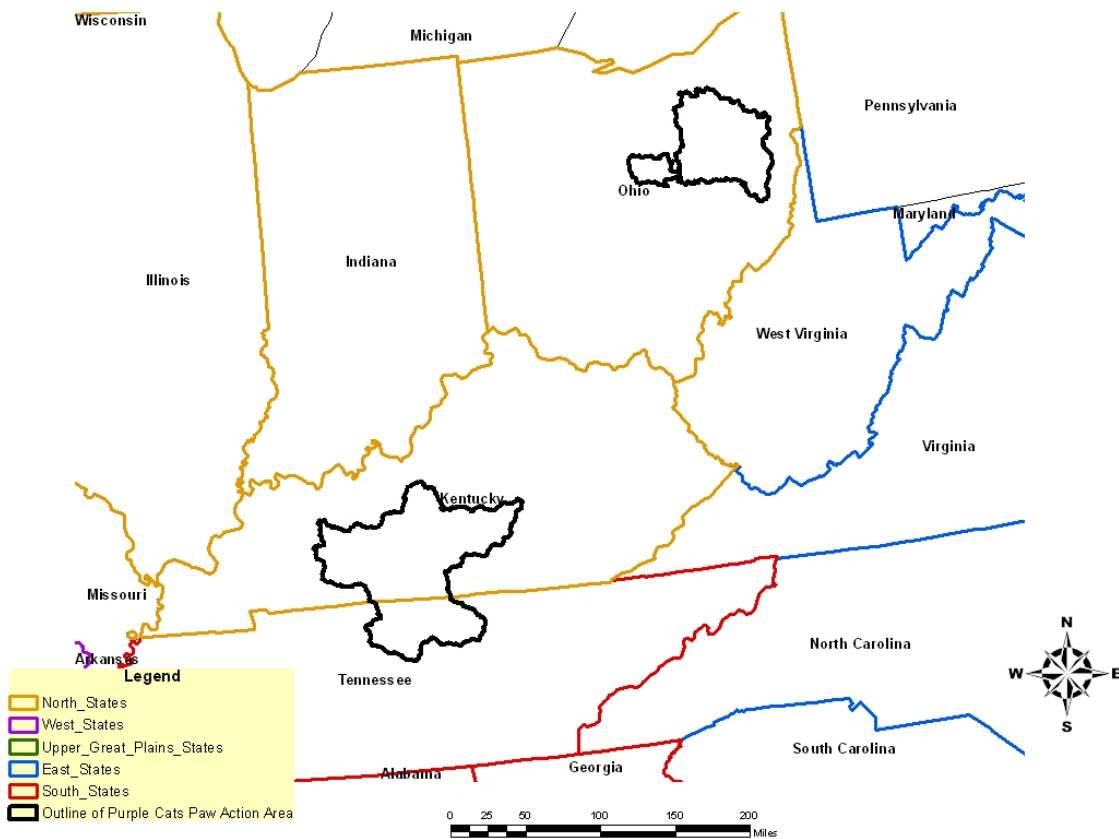 Wisconsin
Michigan
Pennsylvania
Ohio
Maryland
Indiana
Illinois
West Virginia
Virginia
Kentucky
Missouri
North Carolina
Arkansas
Tennessee
South Carolina
Georgia
Alabama
Legend
North_States
West_States
Upper_Great_Plains_States
East_States
South_States
Outline of Purple Cats Paw Action Area
N
W E
S
0 25 50 100 150 200
Miles